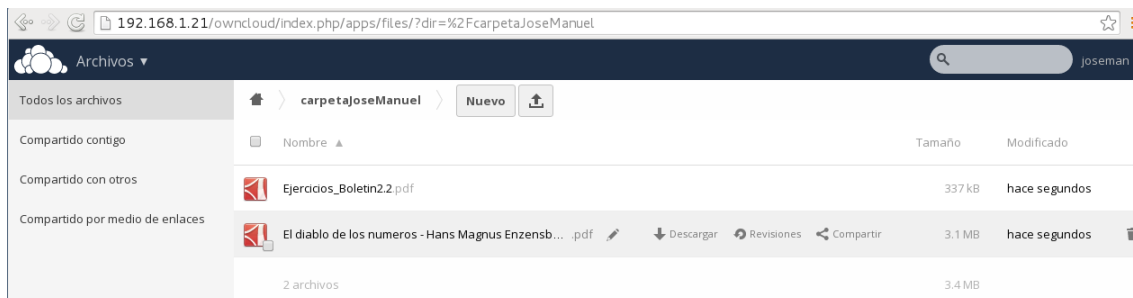 192.168.1.21/owncloud/index.php/apps/files/?dir=%2FcarpetaJoseManuel
Archivos ▾ joseman
Todos los archivos carpetaJoseManuel Nuevo
Compartido contigo Nombre ▲ Tamaño Modificado
Compartido con otros Ejercicios_Boletin2.2.pdf 337 kB hace segundos
Compartido por medio de enlaces El diablo de los numeros - Hans Magnus Enzensb... .pdf Descargar Revisiones Compartir 3.1 MB hace segundos
2 archivos 3.4 MB